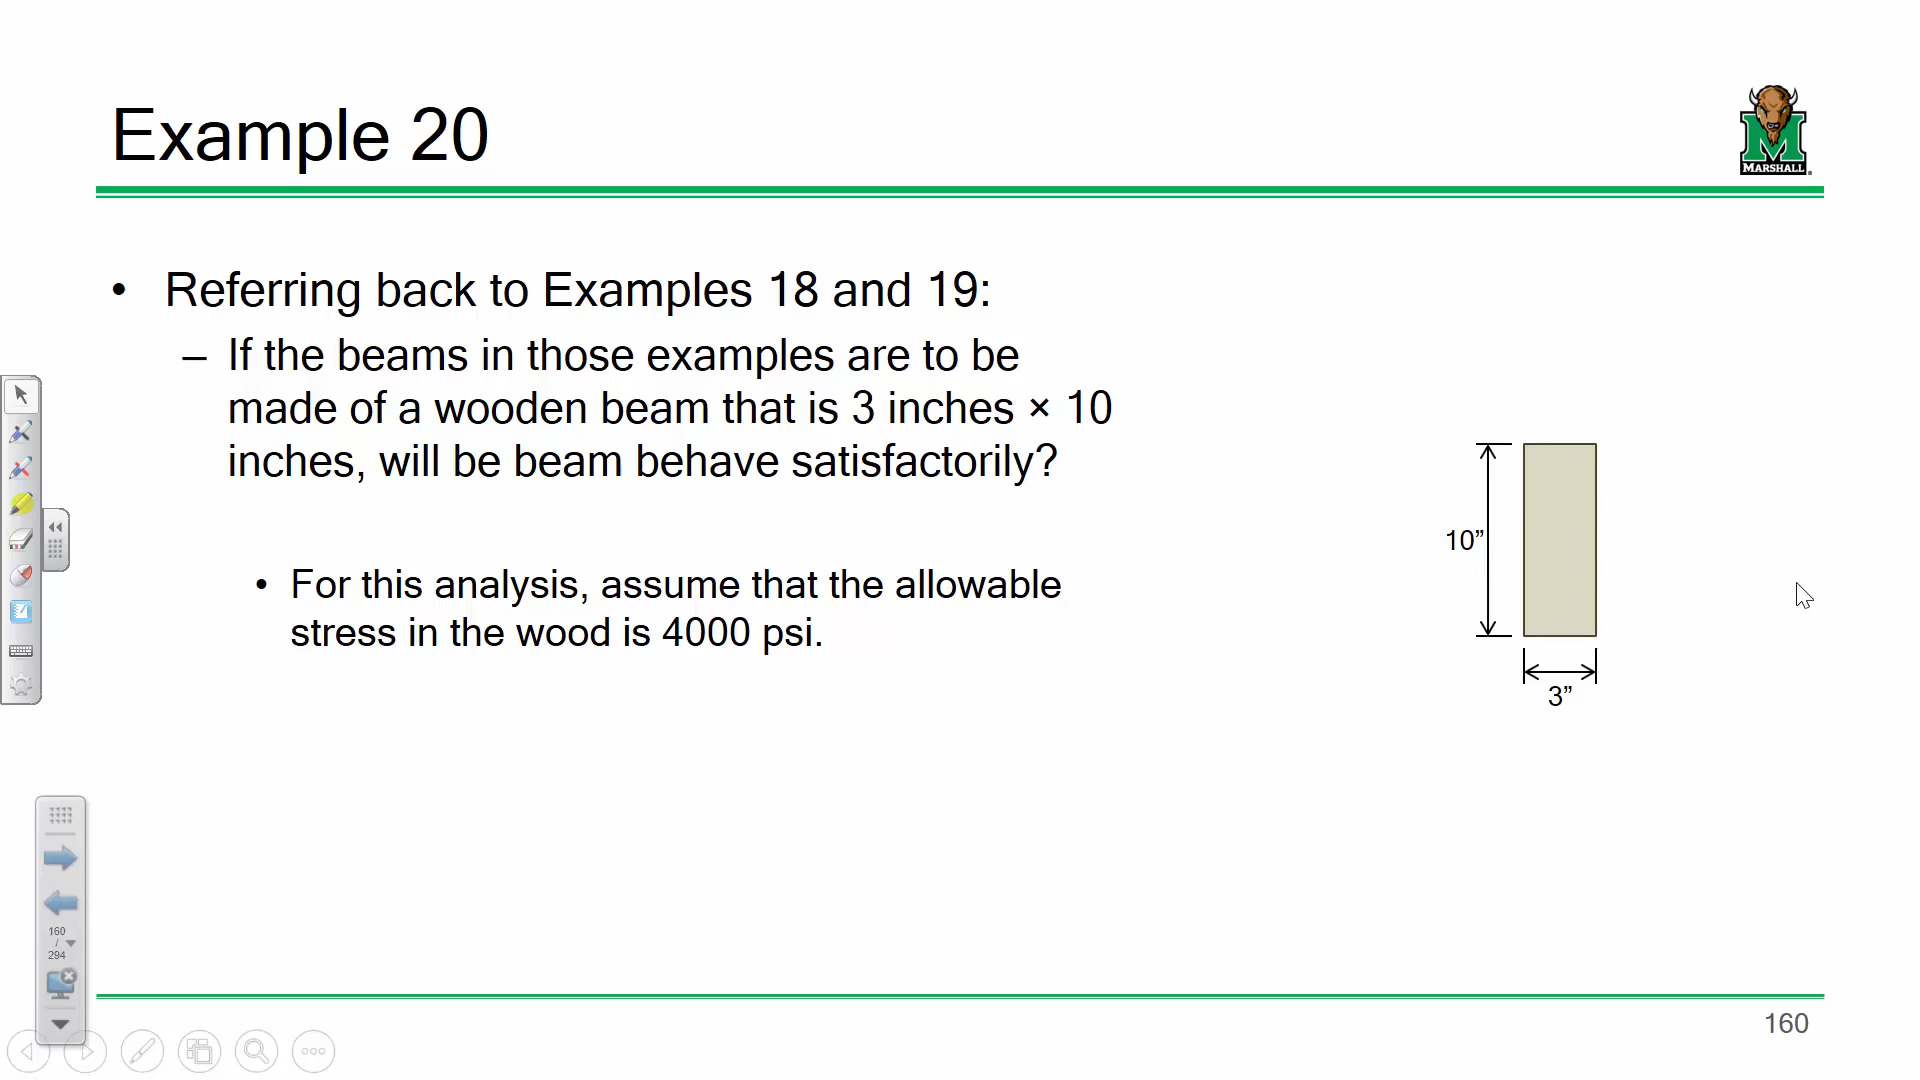 Example 20
MARSHALL
• Referring back to Examples 18 and 19:
– If the beams in those examples are to be
made of a wooden beam that is 3 inches × 10
inches, will be beam behave satisfactorily?
• For this analysis, assume that the allowable
stress in the wood is 4000 psi.
10”
3”
160
/
294
160